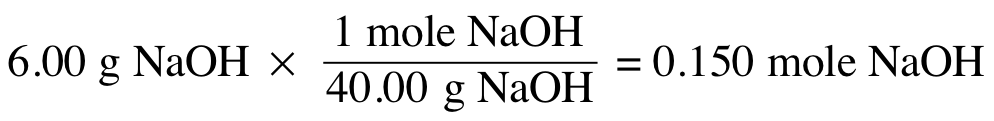 6.00 g NaOH × 1 mole NaOH / 40.00 g NaOH = 0.150 mole NaOH